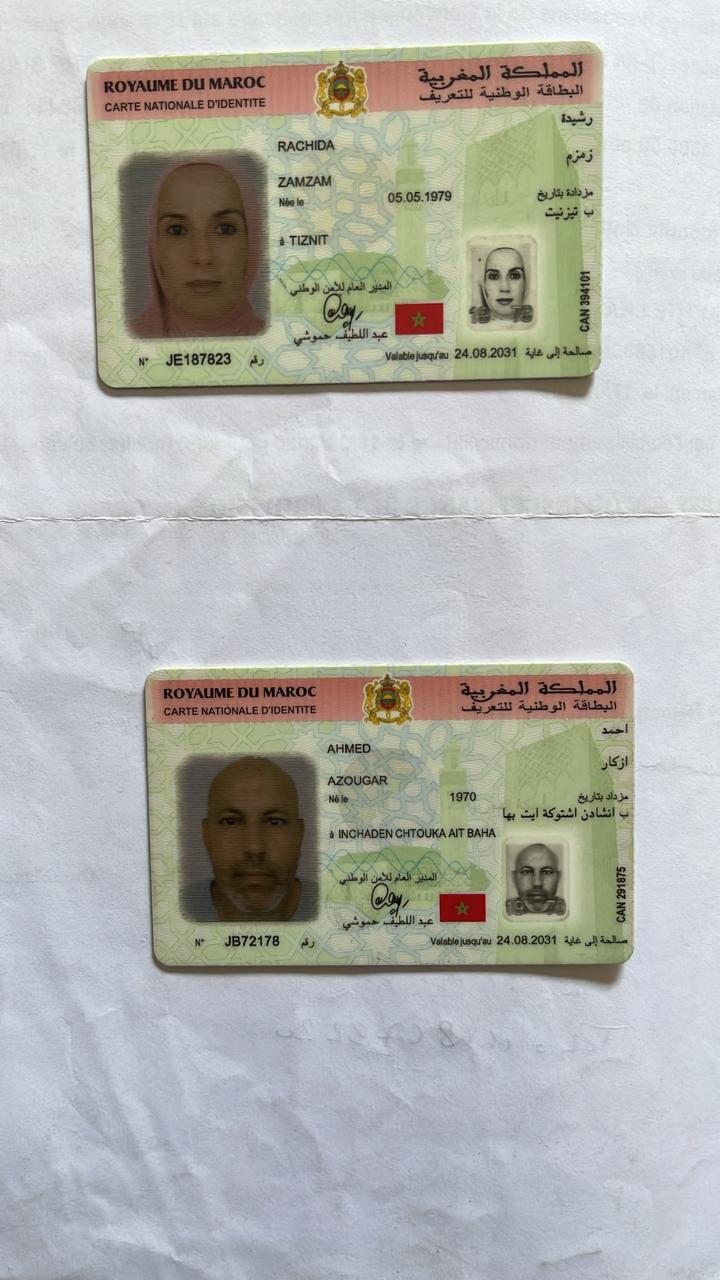 ROYAUME DU MAROC
المملكة المغربية
CARTE NATIONALE D'IDENTITE
البطاقة الوطنية للتعريف
RACHIDA
رشيدة
ZAMZAM
زمزم
Née le
05.05.1979
مزدادة بتاريخ
à TIZNIT
ب تيزنيت
المدير العام للأمن الوطني
عبد اللطيف حموشي
CAN 394101
N° JE187823 رقم
Valable jusqu'au 24.08.2031 صالحة إلى غاية
ROYAUME DU MAROC
المملكة المغربية
CARTE NATIONALE D'IDENTITE
البطاقة الوطنية للتعريف
AHMED
احمد
AZOUGAR
ازكار
Né le
1970
مزداد بتاريخ
ب انشادن اشتوكة ايت بها
à INCHADEN CHTOUKA AIT BAHA
المدير العام للأمن الوطني
عبد اللطيف حموشي
CAN 291875
N° JB72178 رقم
Valable jusqu'au 24.08.2031 صالحة إلى غاية